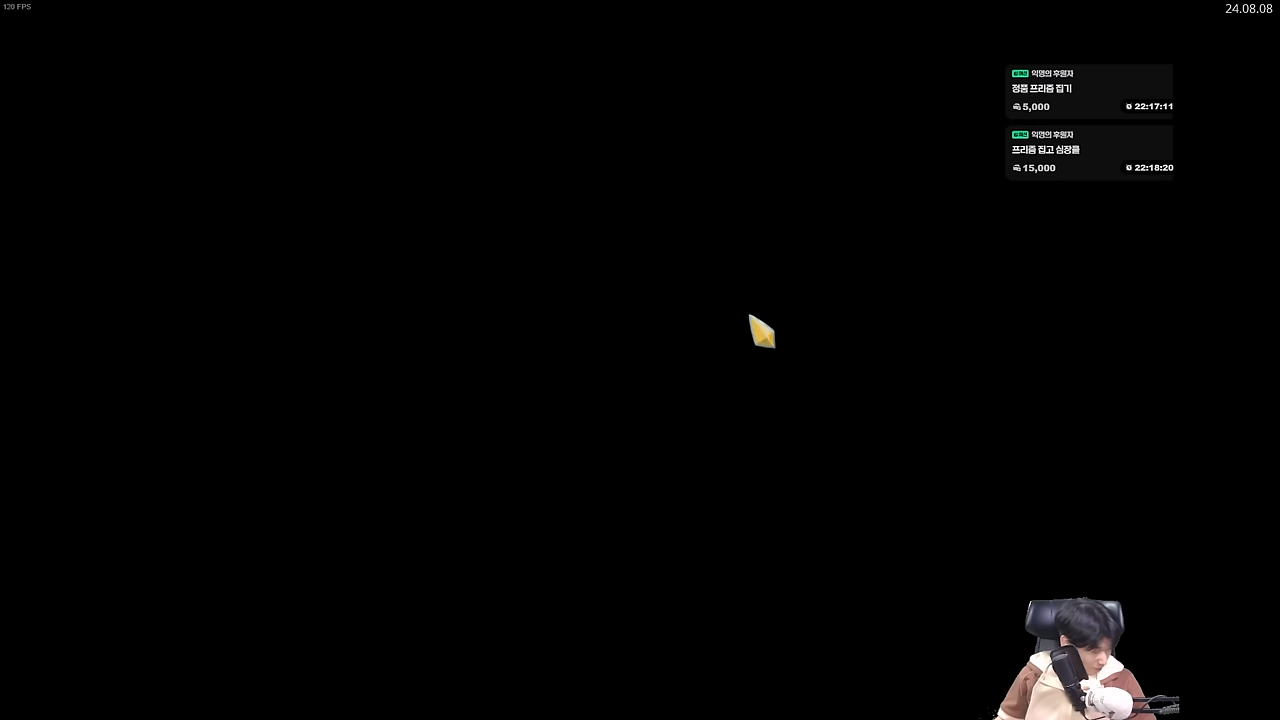 120 FPS
24.08.08
익명의 후원자
정품 프리즘 집기
5,000
22:17:11
익명의 후원자
프리즘 집고 심장클
15,000
22:18:20